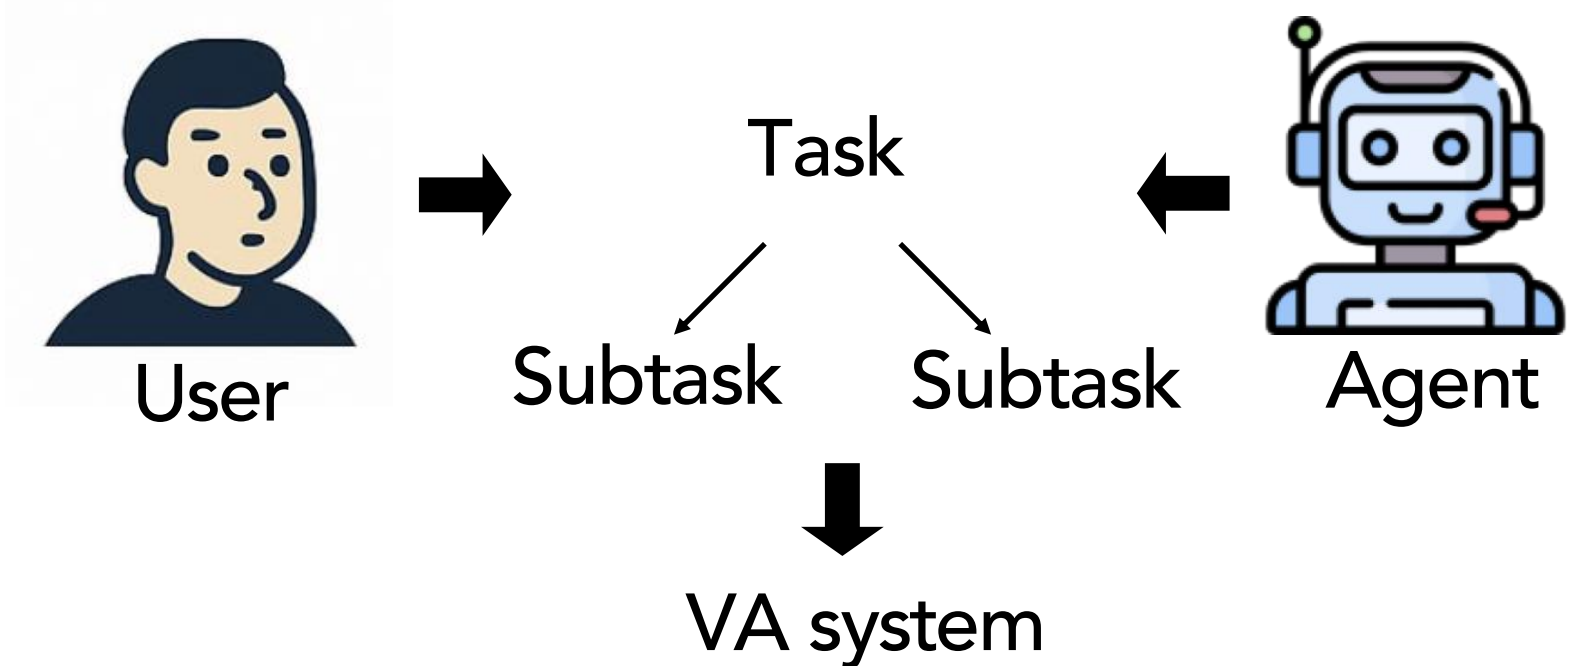 Task
Subtask
Subtask
User
Agent
VA system